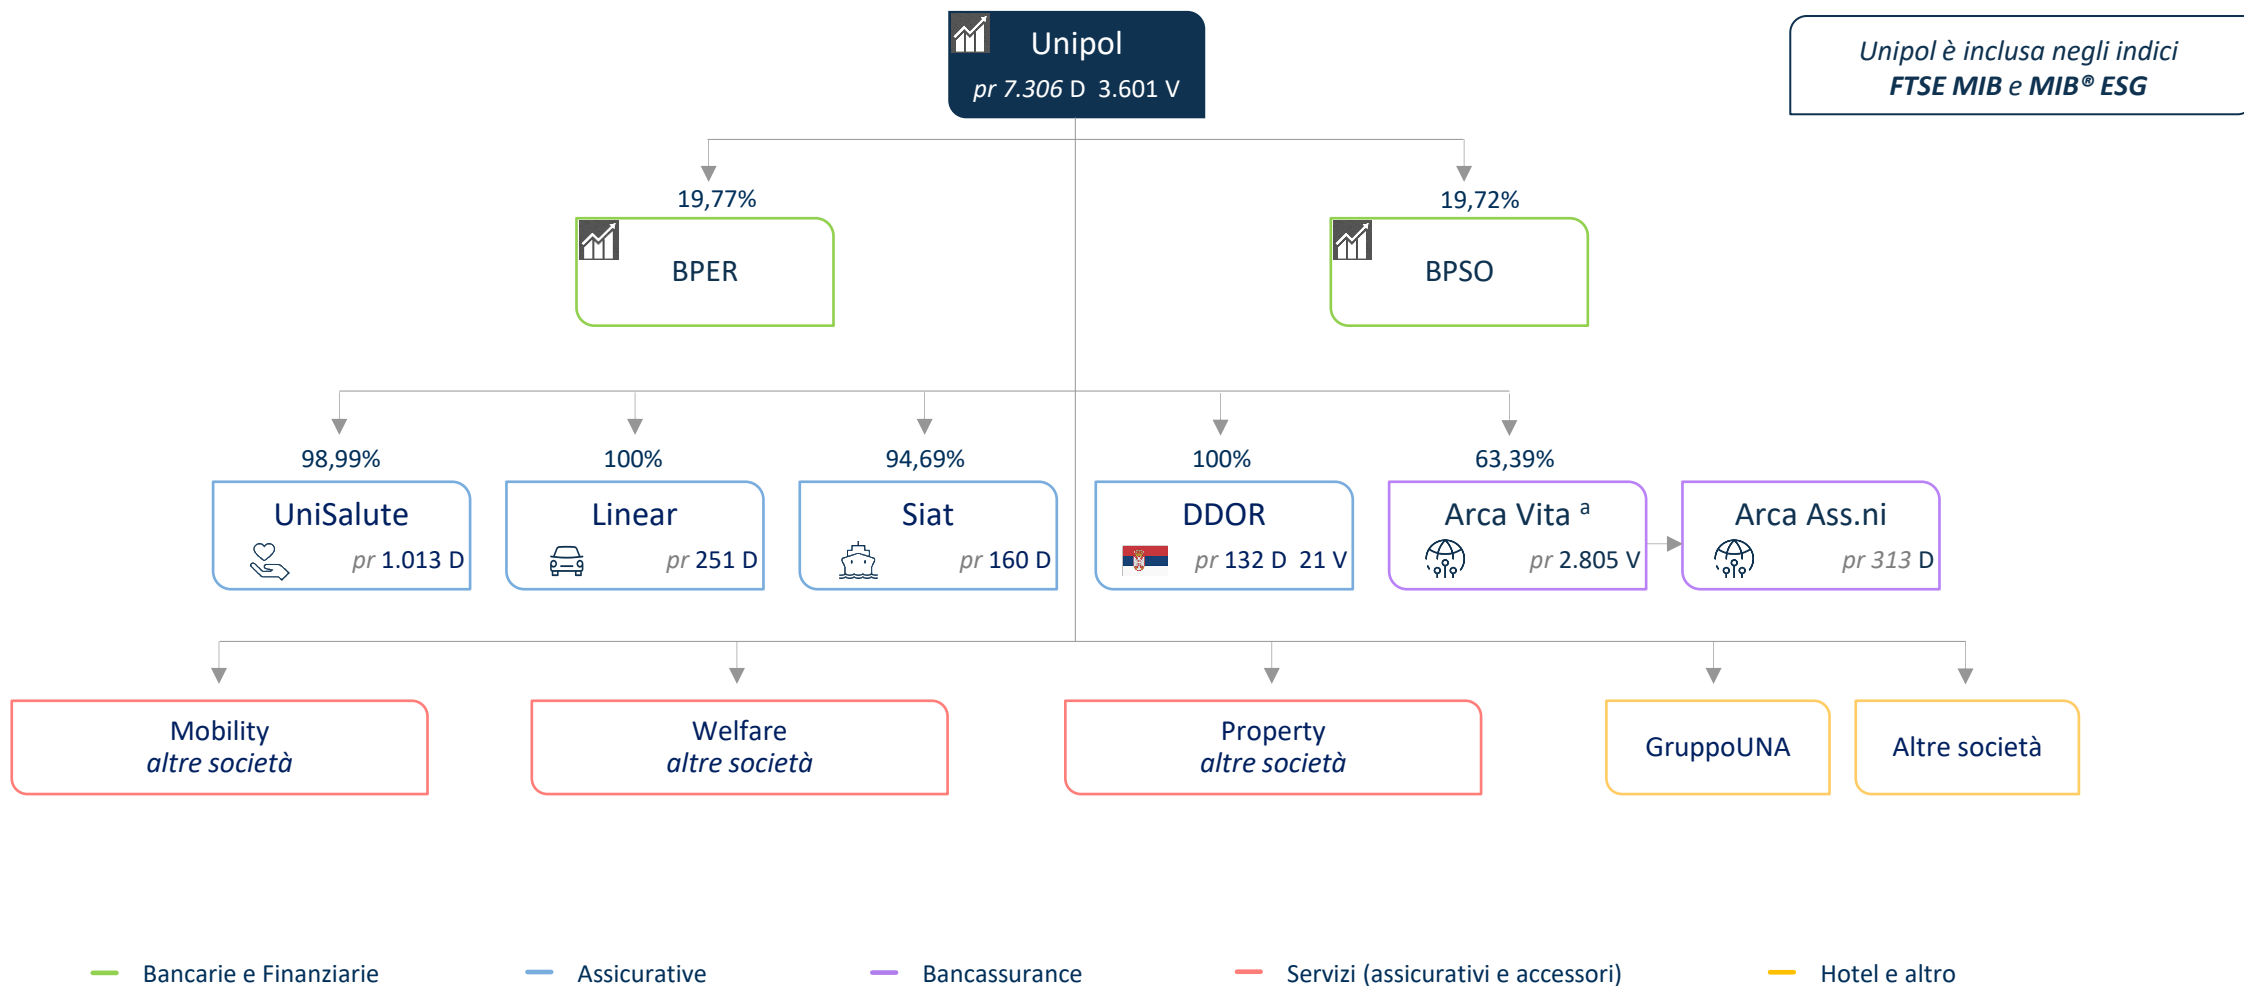 Unipol
pr 7.306 D 3.601 V
Unipol è inclusa negli indici
FTSE MIB e MIB® ESG
19,77%
19,72%
BPER
BPSO
98,99%
100%
94,69%
100%
63,39%
UniSalute
pr 1.013 D
Linear
pr 251 D
Siat
pr 160 D
DDOR
pr 132 D 21 V
Arca Vita ª
pr 2.805 V
Arca Ass.ni
pr 313 D
Mobility
altre società
Welfare
altre società
Property
altre società
GruppoUNA
Altre società
Bancarie e Finanziarie
Assicurative
Bancassurance
Servizi (assicurativi e accessori)
Hotel e altro